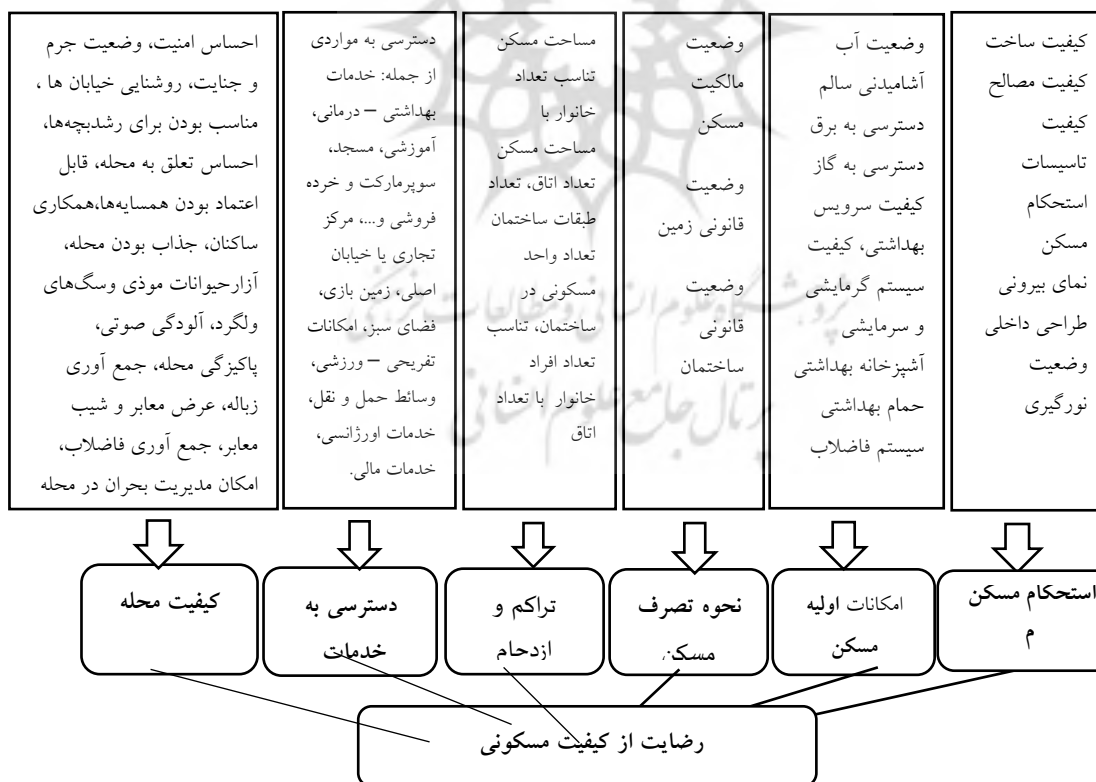 کیفیت ساخت
کیفیت مصالح
کیفیت
تاسیسات
استحکام
مسکن
نمای بیرونی
طراحی داخلی
وضعیت
نورگیری
وضعیت آب
آشامیدنی سالم
دسترسی به برق
دسترسی به گاز
کیفیت سرویس
بهداشتی، کیفیت
سیستم گرمایشی
و سرمایشی
آشپزخانه بهداشتی
حمام بهداشتی
سیستم فاضلاب
وضعیت
مالکیت
مسکن
وضعیت
قانونی زمین
وضعیت
قانونی
ساختمان
مساحت مسکن
تناسب تعداد
خانوار با
مساحت مسکن
تعداد اتاق، تعداد
طبقات ساختمان
تعداد واحد
مسکونی در
ساختمان، تناسب
تعداد افراد
خانوار با تعداد
اتاق
دسترسی به مواردی
از جمله: خدمات
بهداشتی – درمانی،
آموزشی، مسجد،
سوپرمارکت و خرده
فروشی و...، مرکز
تجاری یا خیابان
اصلی، زمین بازی،
فضای سبز، امکانات
تفریحی – ورزشی،
وسائط حمل و نقل،
خدمات اورژانسی،
خدمات مالی.
احساس امنیت، وضعیت جرم
و جنایت، روشنایی خیابان ها ،
مناسب بودن برای رشدبچه‌ها،
احساس تعلق به محله، قابل
اعتماد بودن همسایه‌ها،همکاری
ساکنان، جذاب بودن محله،
آزارحیوانات موذی وسگ‌های
ولگرد، آلودگی صوتی،
پاکیزگی محله، جمع آوری
زباله، عرض معابر و شیب
معابر، جمع آوری فاضلاب،
امکان مدیریت بحران در محله
پژوهشگاه علوم انسانی و مطالعات فرهنگی
پرتال جامع علوم انسانی
استحکام مسکن
م
امکانات اولیه
مسکن
نحوه تصرف
مسکن
تراکم و
ازدحام
دسترسی به
خدمات
کیفیت محله
رضایت از کیفیت مسکونی